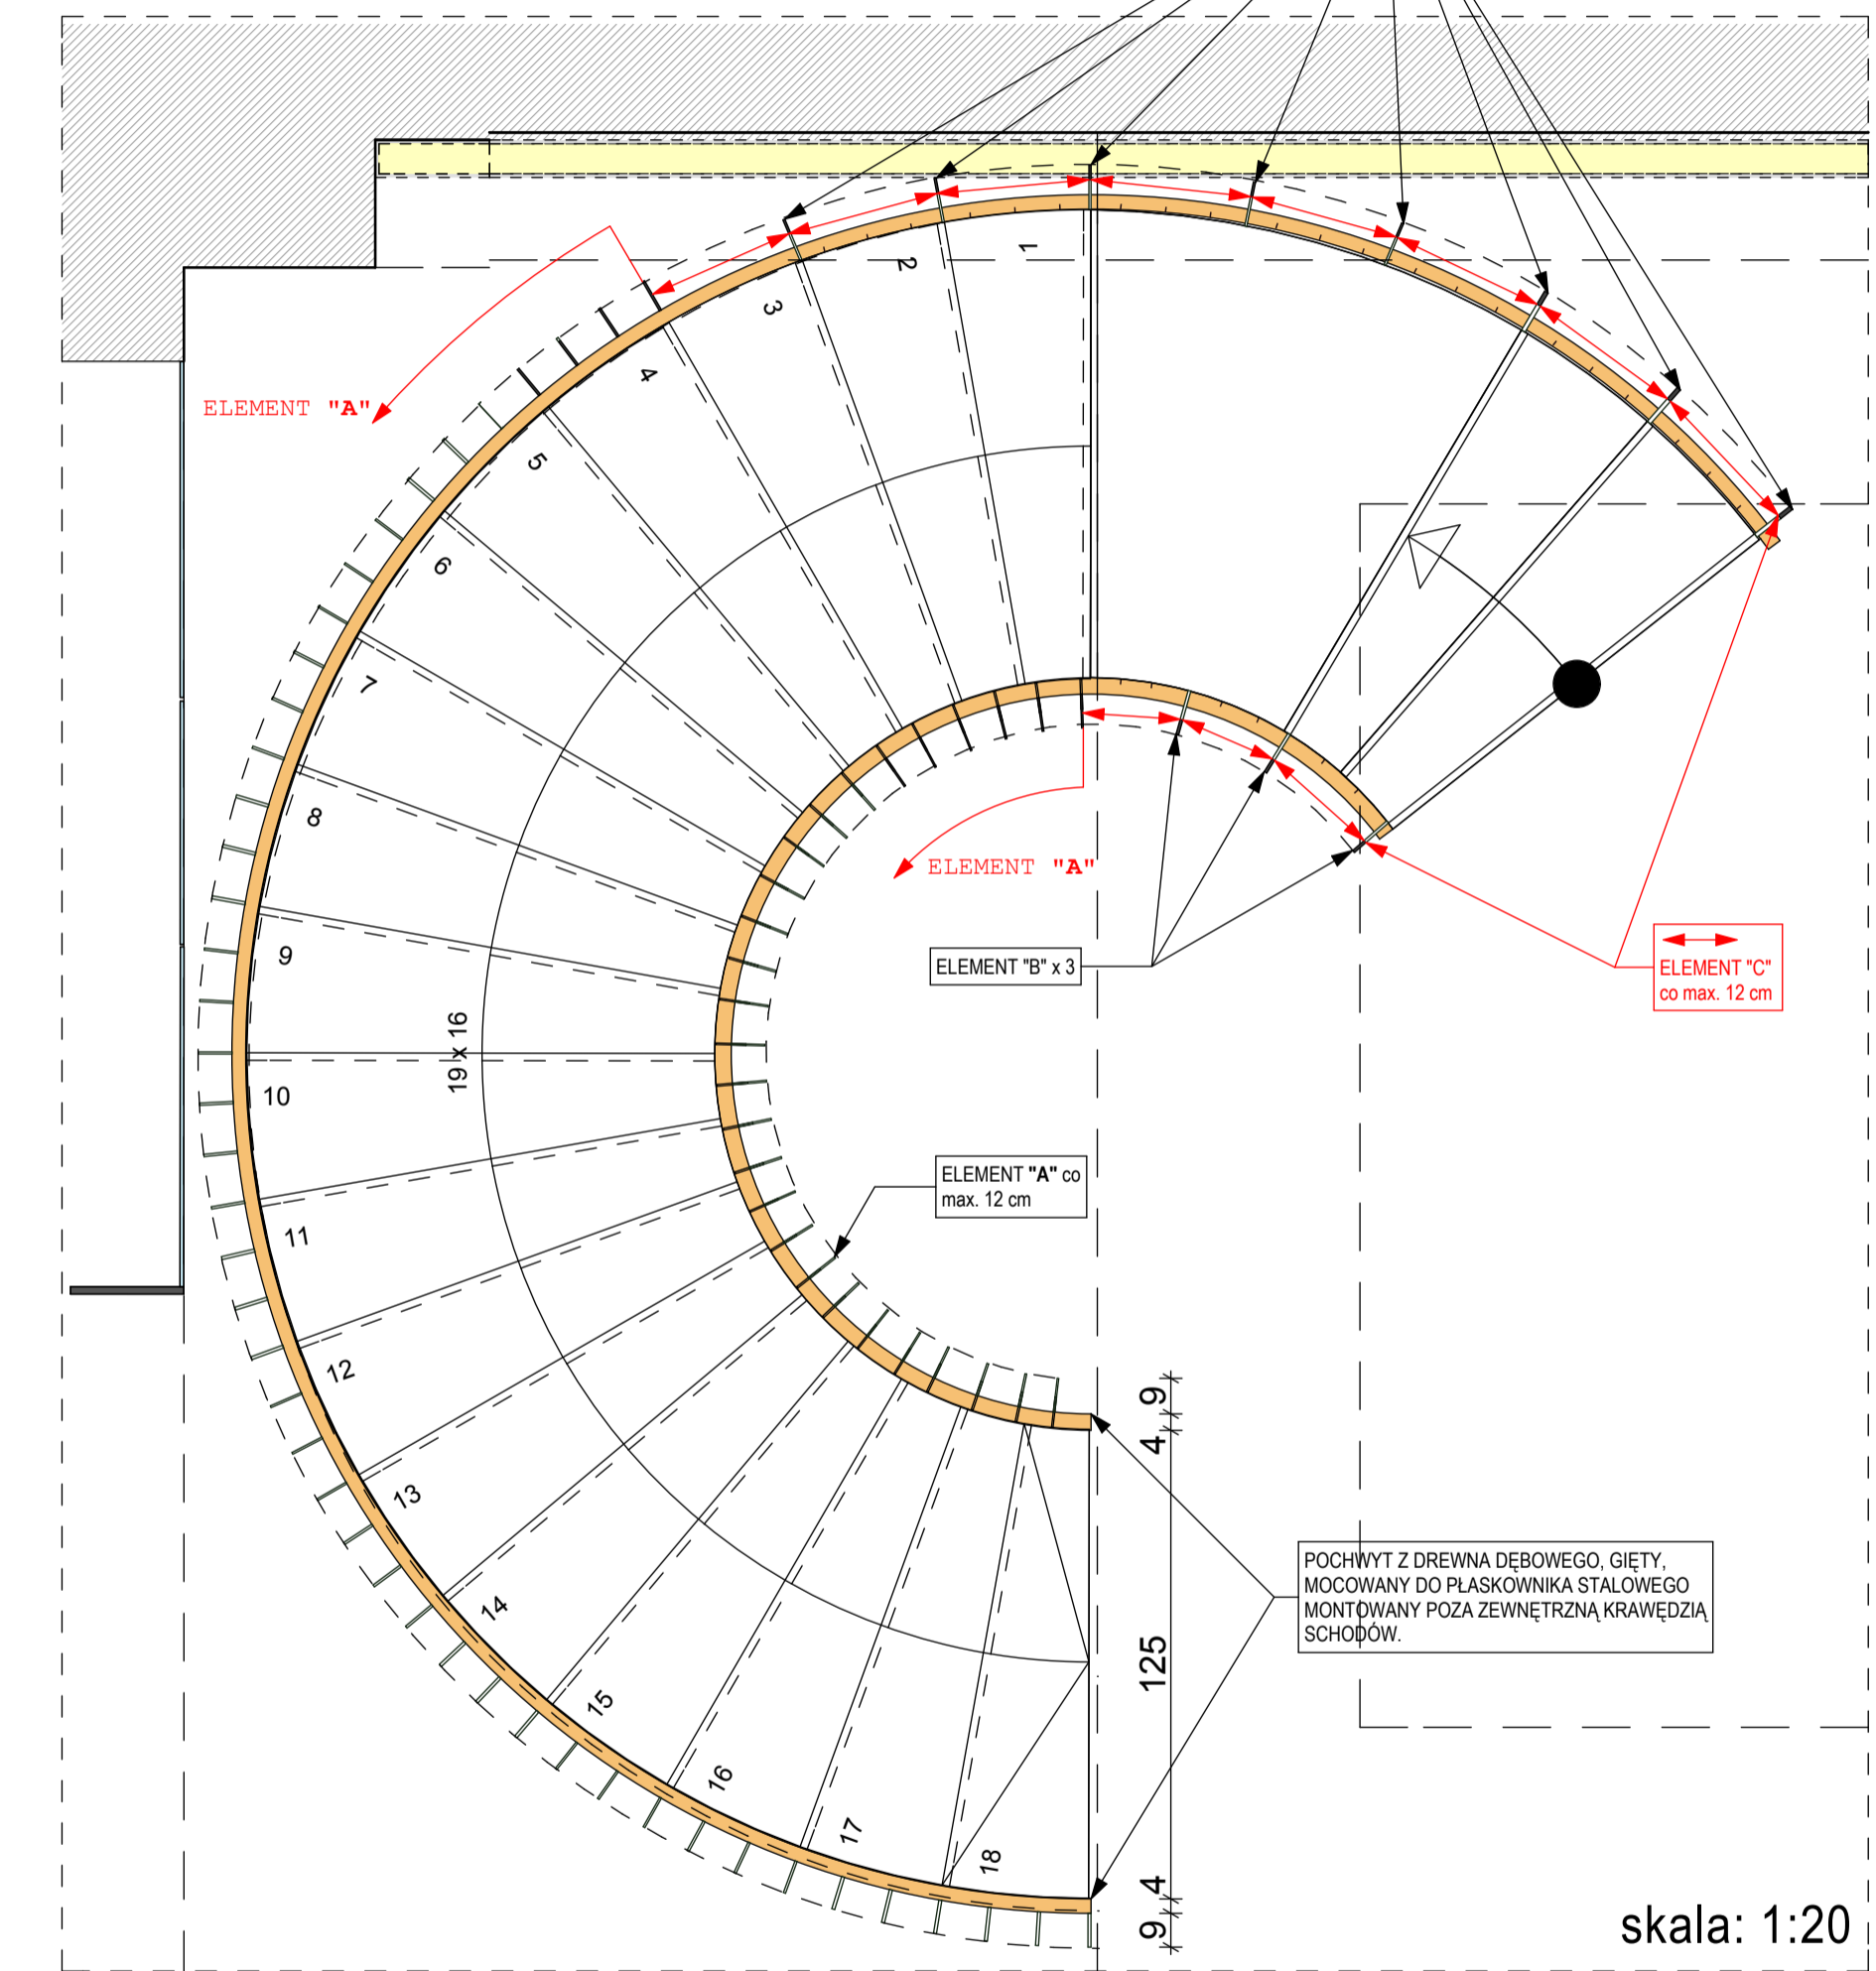 1
2
3
4
5
6
7
8
9
10
11
12
13
14
15
16
17
18
19 x 16
ELEMENT "A"
ELEMENT "A"
ELEMENT "B" x 3
ELEMENT "C"
co max. 12 cm
ELEMENT "A" co
max. 12 cm
9
4
125
4
9
POCHWYT Z DREWNA DĘBOWEGO, GIĘTY,
MOCOWANY DO PŁASKOWNIKA STALOWEGO
MONTOWANY POZA ZEWNĘTRZNĄ KRAWĘDZIĄ
SCHODÓW.
skala: 1:20